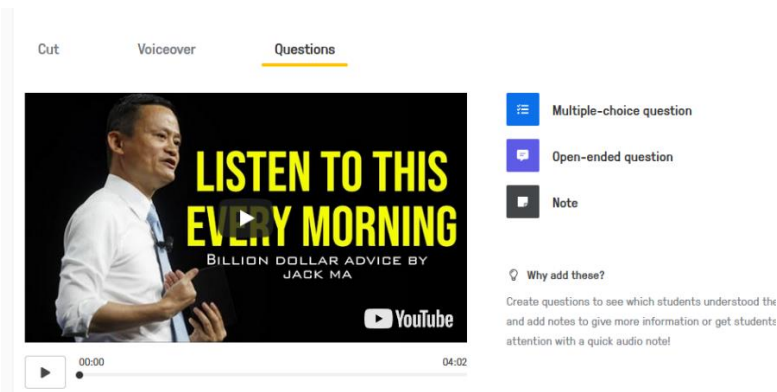 Cut Voiceover Questions
LISTEN TO THIS
EVERY MORNING
BILLION DOLLAR ADVICE BY
JACK MA
YouTube
00:00 04:02
Multiple-choice question
Open-ended question
Note
Why add these?
Create questions to see which students understood the
and add notes to give more information or get students
attention with a quick audio note!